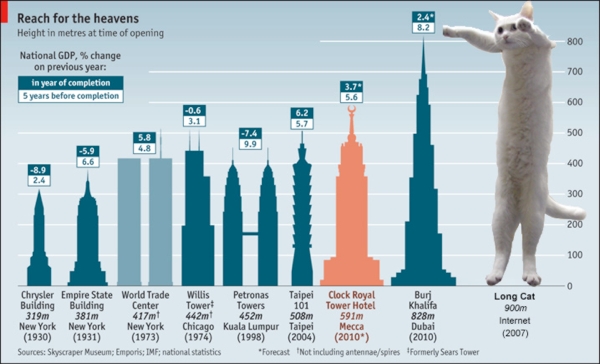 Reach for the heavens
Height in metres at time of opening
National GDP, % change
on previous year:
in year of completion
5 years before completion
-8.9
2.4
-5.9
6.6
5.8
4.8
-0.6
3.1
-7.4
9.9
6.2
5.7
3.7*
5.6
2.4*
8.2
800
700
600
500
400
300
200
100
0
Chrysler
Building
319m
New York
(1930)
Empire State
Building
381m
New York
(1931)
World Trade
Center
417m†
New York
(1973)
Willis
Tower‡
442m†
Chicago
(1974)
Petronas
Towers
452m
Kuala Lumpur
(1998)
Taipei
101
508m
Taipei
(2004)
Clock Royal
Tower Hotel
591m
Mecca
(2010*)
Burj
Khalifa
828m
Dubai
(2010)
Long Cat
900m
Internet
(2007)
Sources: Skyscraper Museum; Emporis; IMF; national statistics
*Forecast †Not including antennae/spires ‡Formerly Sears Tower